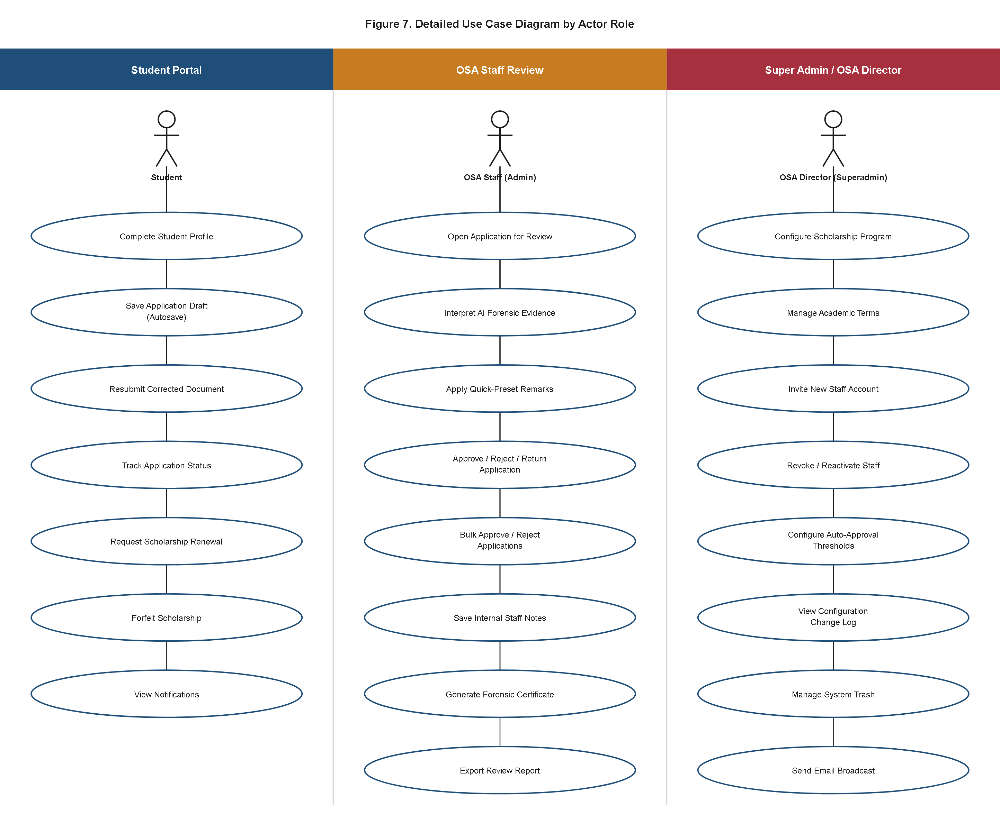 Figure 7. Detailed Use Case Diagram by Actor Role
Student Portal
OSA Staff Review
Super Admin / OSA Director
Student
OSA Staff (Admin)
OSA Director (Superadmin)
Complete Student Profile
Open Application for Review
Configure Scholarship Program
Save Application Draft
(Autosave)
Interpret AI Forensic Evidence
Manage Academic Terms
Resubmit Corrected Document
Apply Quick-Preset Remarks
Invite New Staff Account
Track Application Status
Approve / Reject / Return
Application
Revoke / Reactivate Staff
Request Scholarship Renewal
Bulk Approve / Reject
Applications
Configure Auto-Approval
Thresholds
Forfeit Scholarship
Save Internal Staff Notes
View Configuration
Change Log
View Notifications
Generate Forensic Certificate
Manage System Trash
Export Review Report
Send Email Broadcast